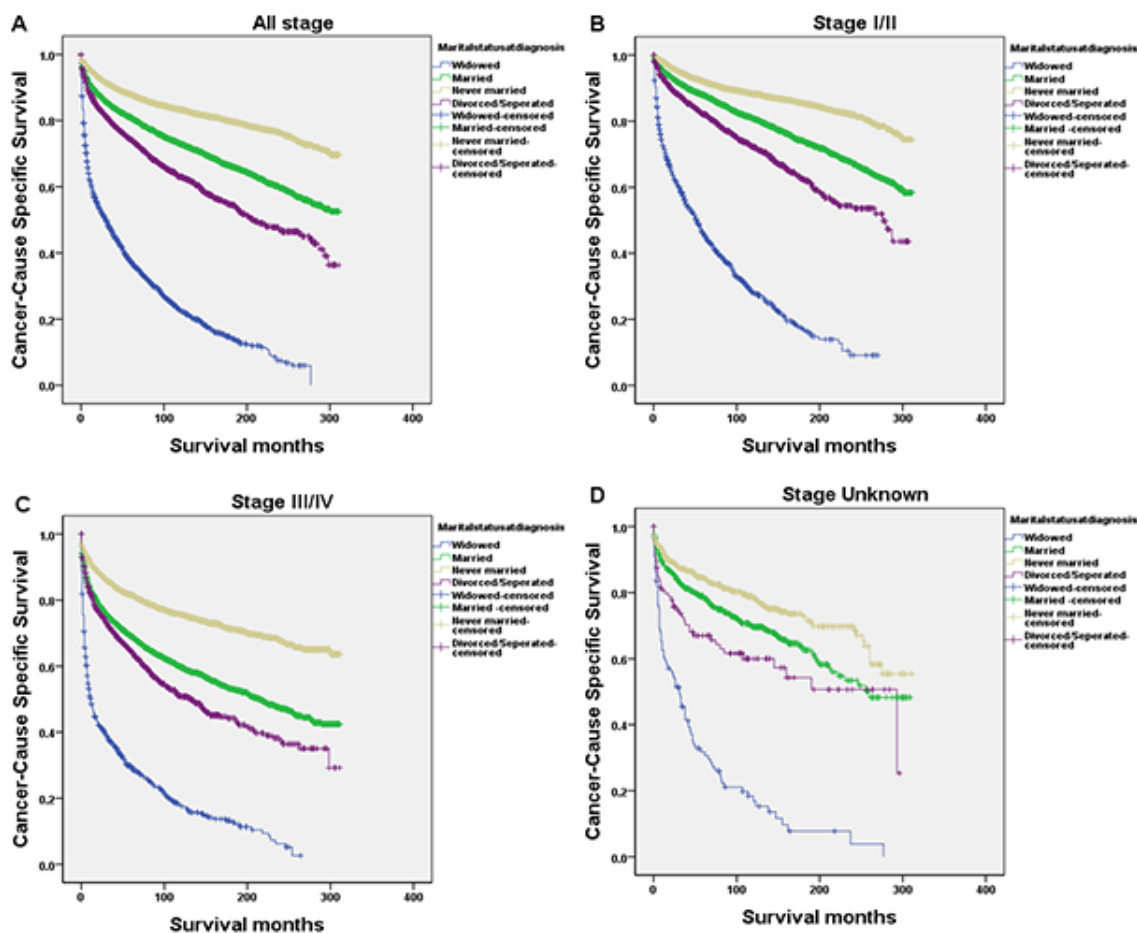 A
All stage
Cancer-Cause Specific Survival
1.0
0.8
0.6
0.4
0.2
0.0
0
100
200
300
400
Survival months
Maritalstatusatdiagnosis
Widowed
Married
Never married
Divorced/Seperated
Widowed-censored
Married-censored
Never married-
censored
Divorced/Seperated-
censored
B
Stage I/II
Cancer-Cause Specific Survival
1.0
0.8
0.6
0.4
0.2
0.0
0
100
200
300
400
Survival months
Maritalstatusatdiagnosis
Widowed
Married
Never married
Divorced/Seperated
Widowed-censored
Married -censored
Never married-
censored
Divorced/Seperated-
censored
C
Stage III/IV
Cancer-Cause Specific Survival
1.0
0.8
0.6
0.4
0.2
0.0
0
100
200
300
400
Survival months
Maritalstatusatdiagnosis
Widowed
Married
Never married
Divorced/Seperated
Widowed-censored
Married -censored
Never married-
censored
Divorced/Seperated-
censored
D
Stage Unknown
Cancer-Cause Specific Survival
1.0
0.8
0.6
0.4
0.2
0.0
0
100
200
300
400
Survival months
Maritalstatusatdiagnosis
Widowed
Married
Never married
Divorced/Seperated
Widowed-censored
Married -censored
Never married-
censored
Divorced/Seperated-
censored